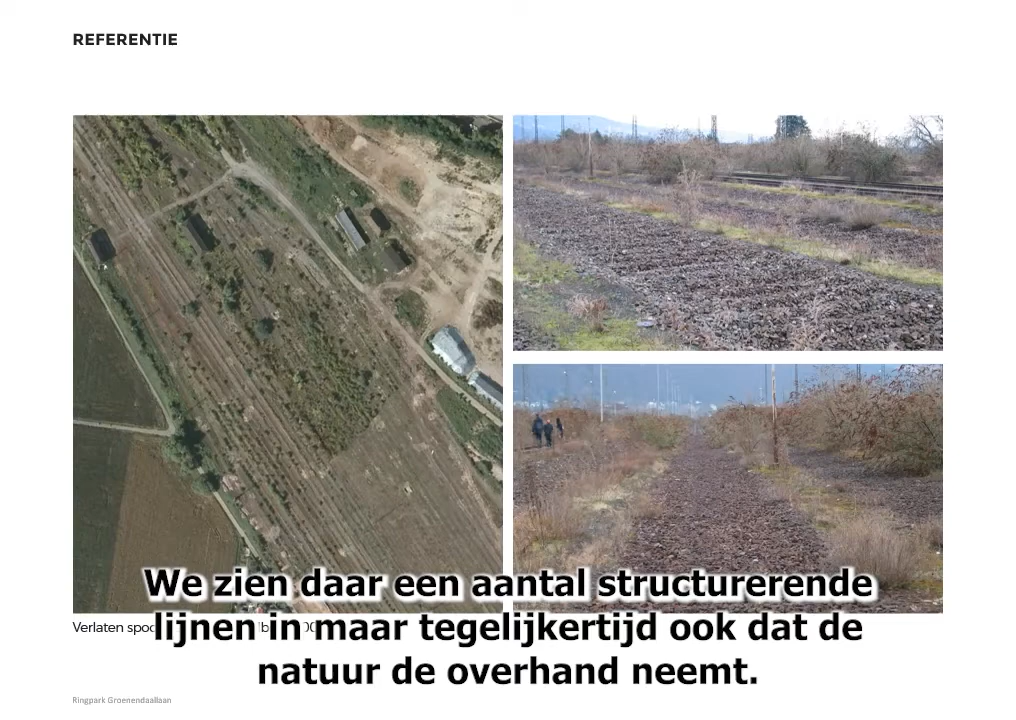 REFERENTIE
We zien daar een aantal structurerende
Verlaten
lijnen in maar tegelijkertijd ook dat de
natuur de overhand neemt.
Ringpark Groenendaallaan